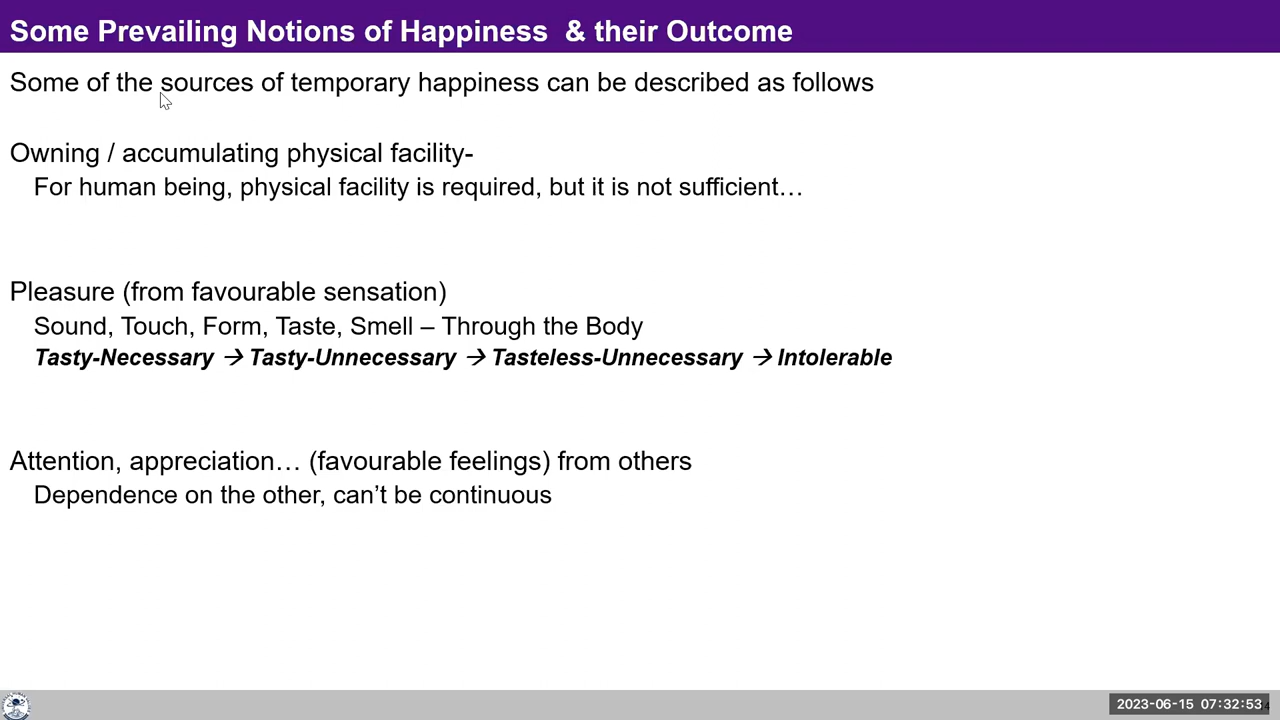 Some Prevailing Notions of Happiness & their Outcome
Some of the sources of temporary happiness can be described as follows
Owning / accumulating physical facility-
For human being, physical facility is required, but it is not sufficient…
Pleasure (from favourable sensation)
Sound, Touch, Form, Taste, Smell – Through the Body
Tasty-Necessary → Tasty-Unnecessary → Tasteless-Unnecessary → Intolerable
Attention, appreciation… (favourable feelings) from others
Dependence on the other, can’t be continuous
2023-06-15 07:32:53